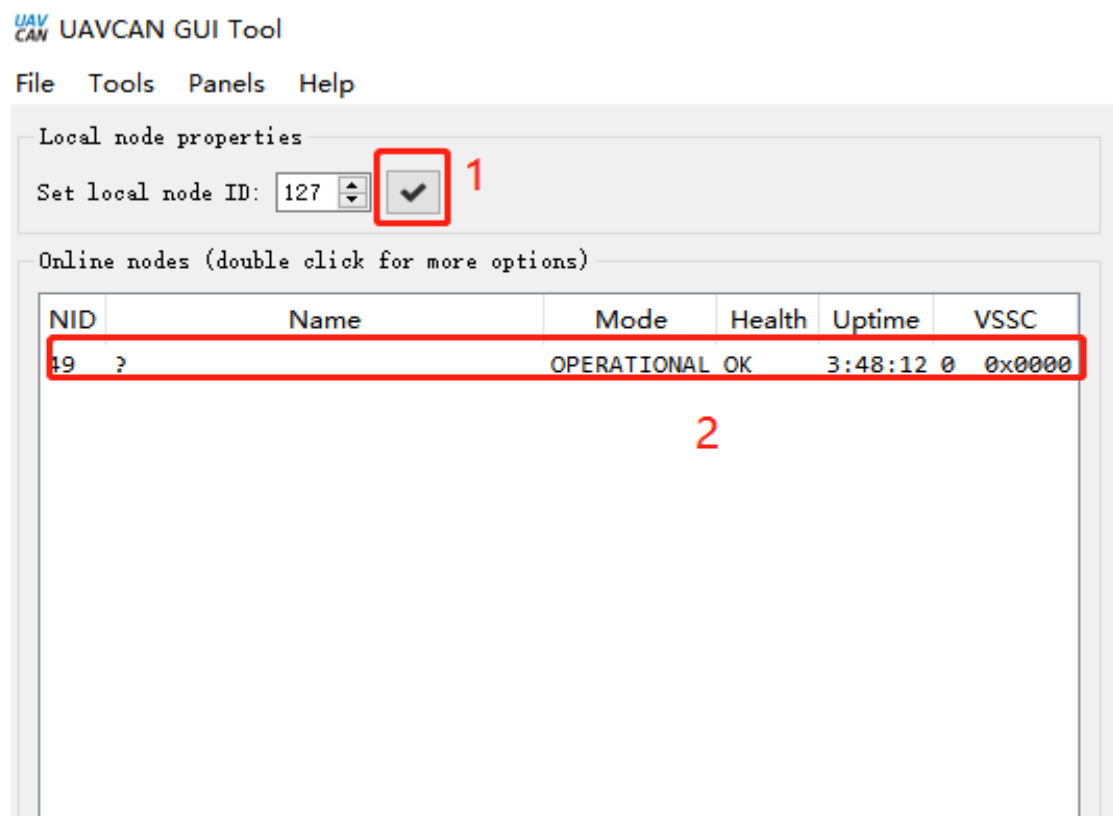 UAV CAN UAVCAN GUI Tool
File Tools Panels Help
Local node properties
Set local node ID: 127 1
Online nodes (double click for more options)
NID Name Mode Health Uptime VSSC
49 ? OPERATIONAL OK 3:48:12 0 0x0000
2